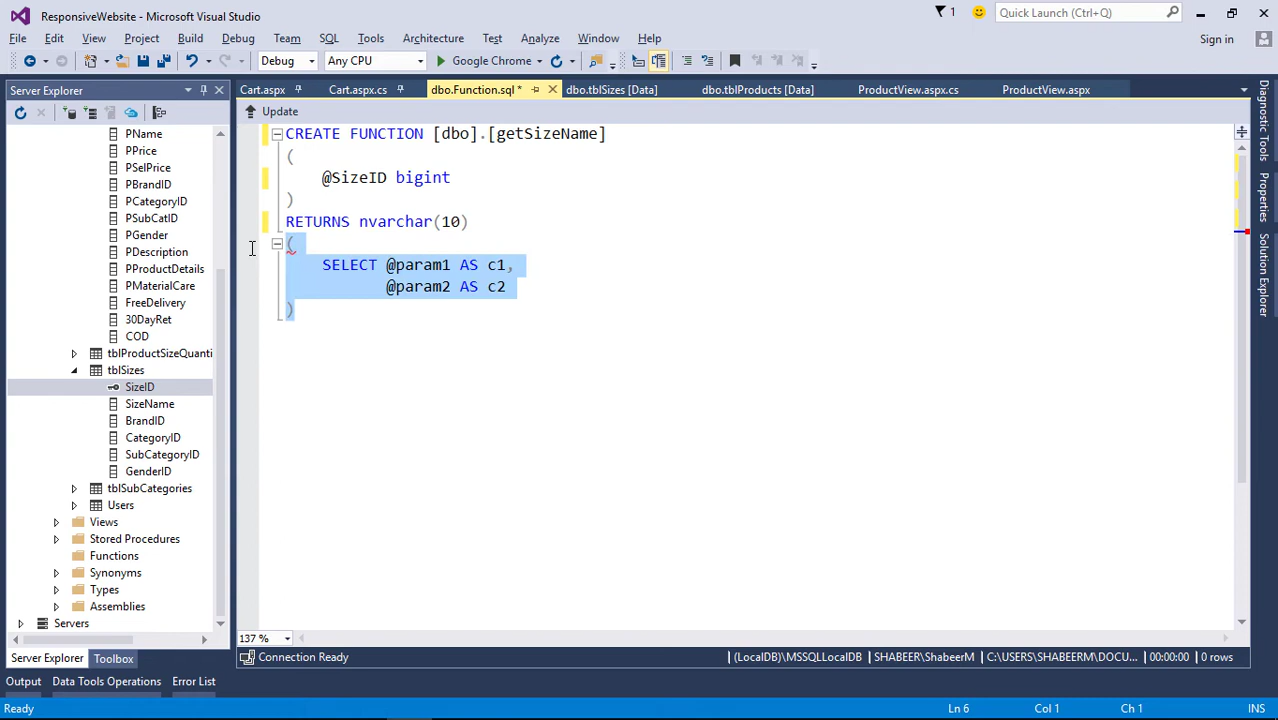 ResponsiveWebsite - Microsoft Visual Studio
1
Quick Launch (Ctrl+Q)
File Edit View Project Build Debug Team SQL Tools Architecture Test Analyze Window Help
Sign in
Debug Any CPU Google Chrome
Server Explorer
Cart.aspx Cart.aspx.cs dbo.Function.sql * dbo.tblSizes [Data] dbo.tblProducts [Data] ProductView.aspx.cs ProductView.aspx
Update
PName
PPrice
PSelPrice
PBrandID
PCategoryID
PSubCatID
PGender
PDescription
PProductDetails
PMaterialCare
FreeDelivery
30DayRet
COD
tblProductSizeQuanti
tblSizes
SizeID
SizeName
BrandID
CategoryID
SubCategoryID
GenderID
tblSubCategories
Users
Views
Stored Procedures
Functions
Synonyms
Types
Assemblies
Servers
Server Explorer Toolbox
CREATE FUNCTION [dbo].[getSizeName]
(
@SizeID bigint
)
RETURNS nvarchar(10)
(
SELECT @param1 AS c1,
@param2 AS c2
)
137 %
Connection Ready
(LocalDB)\MSSQLLocalDB SHABEER\ShabeerM C:\USERS\SHABEERM\DOCU... 00:00:00 0 rows
Diagnostic Tools
Properties
Solution Explorer
Output Data Tools Operations Error List
Ready
Ln 6 Col 1 Ch 1 INS